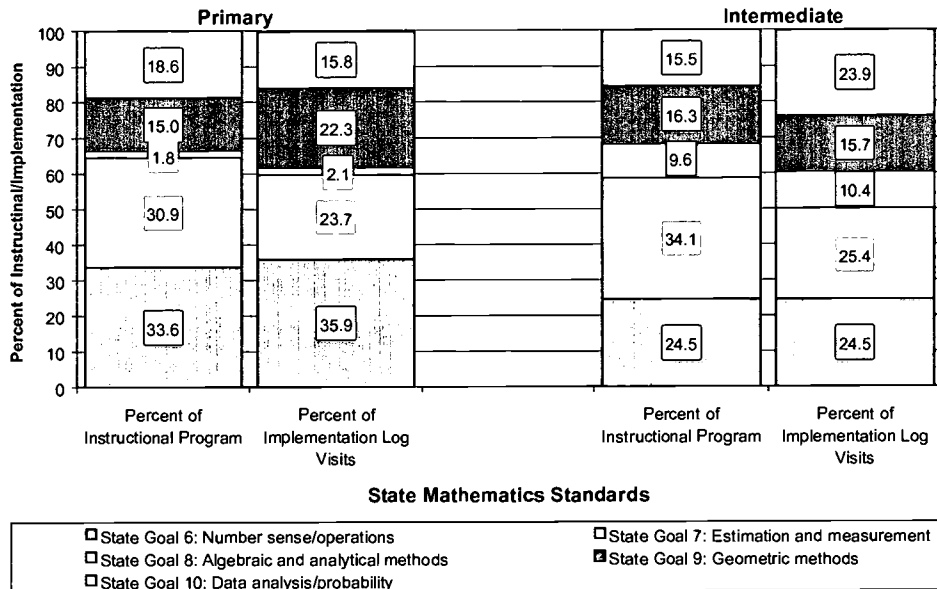 Primary
Intermediate
Percent of Instructinal/Implementation
100
90
80
70
60
50
40
30
20
10
0
18.6
15.0
1.8
30.9
33.6
15.8
22.3
2.1
23.7
35.9
15.5
16.3
9.6
34.1
24.5
23.9
15.7
10.4
25.4
24.5
Percent of
Instructional Program
Percent of
Implementation Log
Visits
Percent of
Instructional Program
Percent of
Implementation Log
Visits
State Mathematics Standards
State Goal 6: Number sense/operations
State Goal 7: Estimation and measurement
State Goal 8: Algebraic and analytical methods
State Goal 9: Geometric methods
State Goal 10: Data analysis/probability